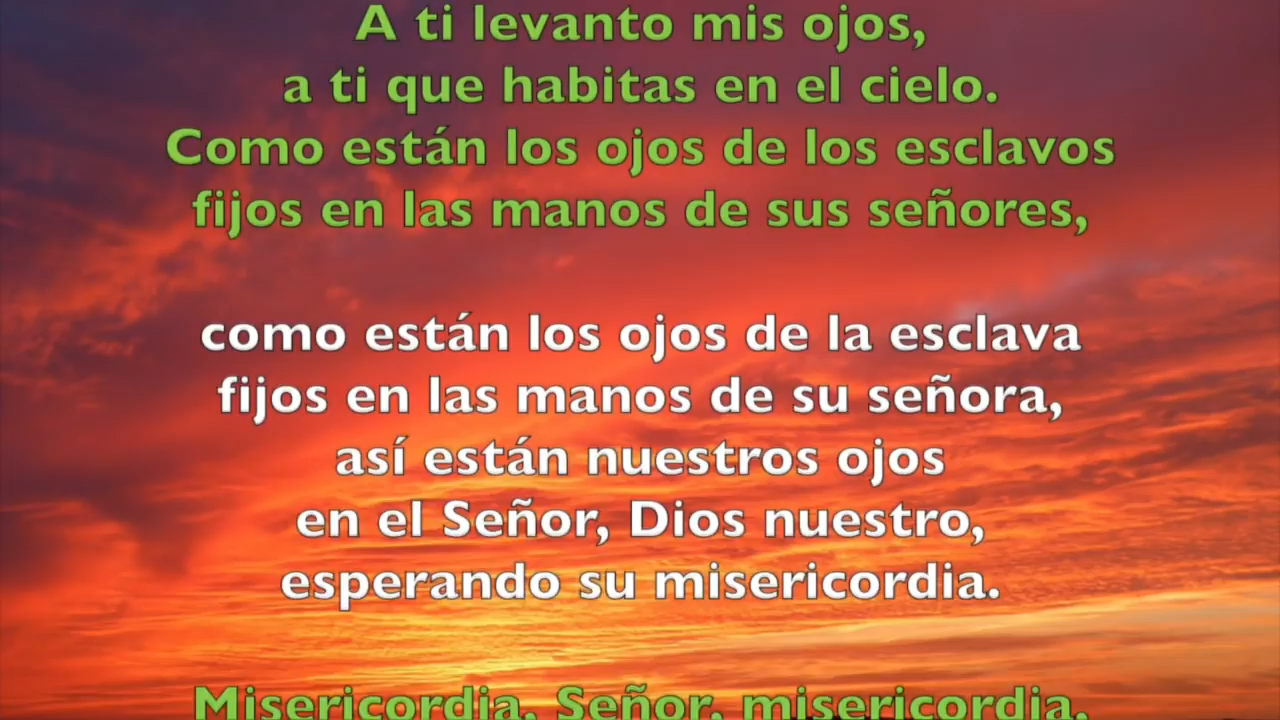 A ti levanto mis ojos,
a ti que habitas en el cielo.
Como están los ojos de los esclavos
fijos en las manos de sus señores,
como están los ojos de la esclava
fijos en las manos de su señora,
así están nuestros ojos
en el Señor, Dios nuestro,
esperando su misericordia.
Misericordia, Señor, misericordia,